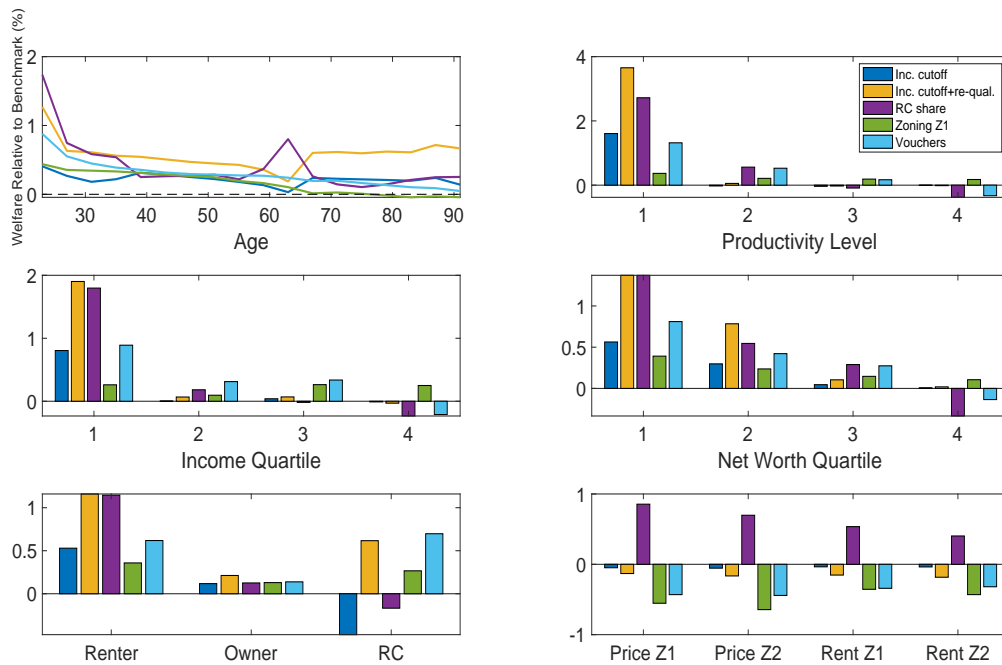 Welfare Relative to Benchmark (%)
2
1
0
30 40 50 60 70 80 90
Age
4
2
0
1 2 3 4
Productivity Level
Inc. cutoff
Inc. cutoff+re-qual.
RC share
Zoning Z1
Vouchers
2
1
0
1 2 3 4
Income Quartile
1
0.5
0
1 2 3 4
Net Worth Quartile
1
0.5
0
Renter Owner RC
1
0
-1
Price Z1 Price Z2 Rent Z1 Rent Z2